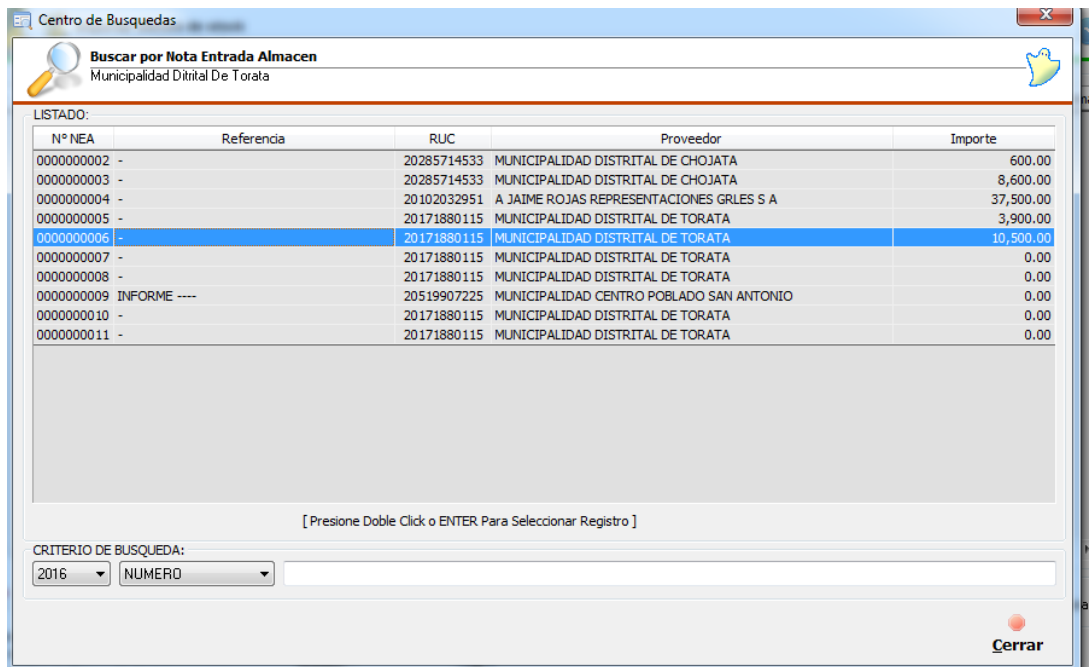 Centro de Busquedas
Buscar por Nota Entrada Almacen
Municipalidad Ditrital De Torata
LISTADO:
Nº NEA Referencia RUC Proveedor Importe
0000000002 - 20285714533 MUNICIPALIDAD DISTRITAL DE CHOJATA 600.00
0000000003 - 20285714533 MUNICIPALIDAD DISTRITAL DE CHOJATA 8,600.00
0000000004 - 20102032951 A JAIME ROJAS REPRESENTACIONES GRLES S A 37,500.00
0000000005 - 20171880115 MUNICIPALIDAD DISTRITAL DE TORATA 3,900.00
0000000006 - 20171880115 MUNICIPALIDAD DISTRITAL DE TORATA 10,500.00
0000000007 - 20171880115 MUNICIPALIDAD DISTRITAL DE TORATA 0.00
0000000008 - 20171880115 MUNICIPALIDAD DISTRITAL DE TORATA 0.00
0000000009 INFORME ---- 20519907225 MUNICIPALIDAD CENTRO POBLADO SAN ANTONIO 0.00
0000000010 - 20171880115 MUNICIPALIDAD DISTRITAL DE TORATA 0.00
0000000011 - 20171880115 MUNICIPALIDAD DISTRITAL DE TORATA 0.00
[ Presione Doble Click o ENTER Para Seleccionar Registro ]
CRITERIO DE BUSQUEDA:
2016 NUMERO
Cerrar